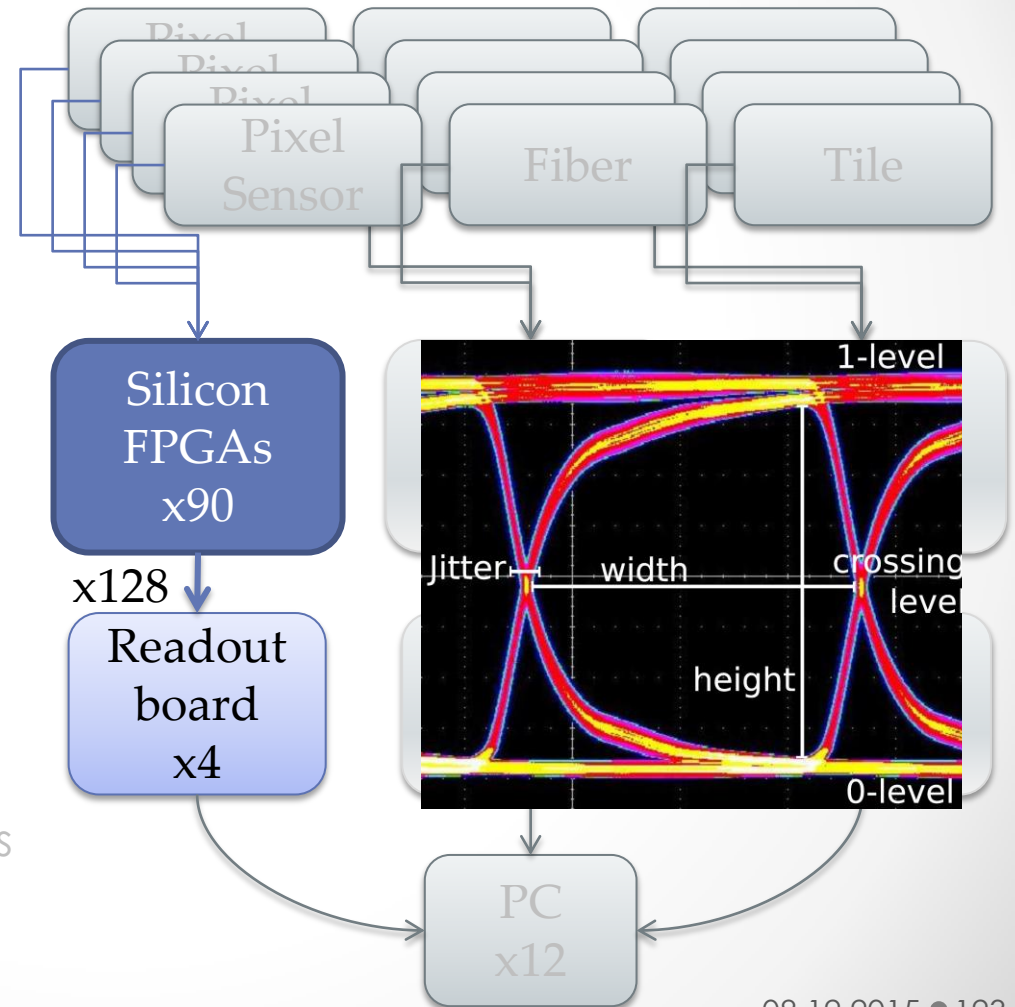 Pixel
Pixel
Pixel
Pixel
Sensor
Fiber
Tile
Silicon
FPGAs
x90
x128
Readout
board
x4
1-level
Jitter
width
crossing
level
height
0-level
PC
x12